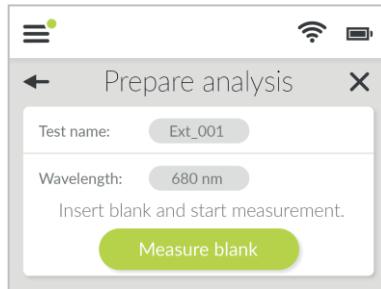 Prepare analysis
Test name: Ext_001
Wavelength: 680 nm
Insert blank and start measurement.
Measure blank